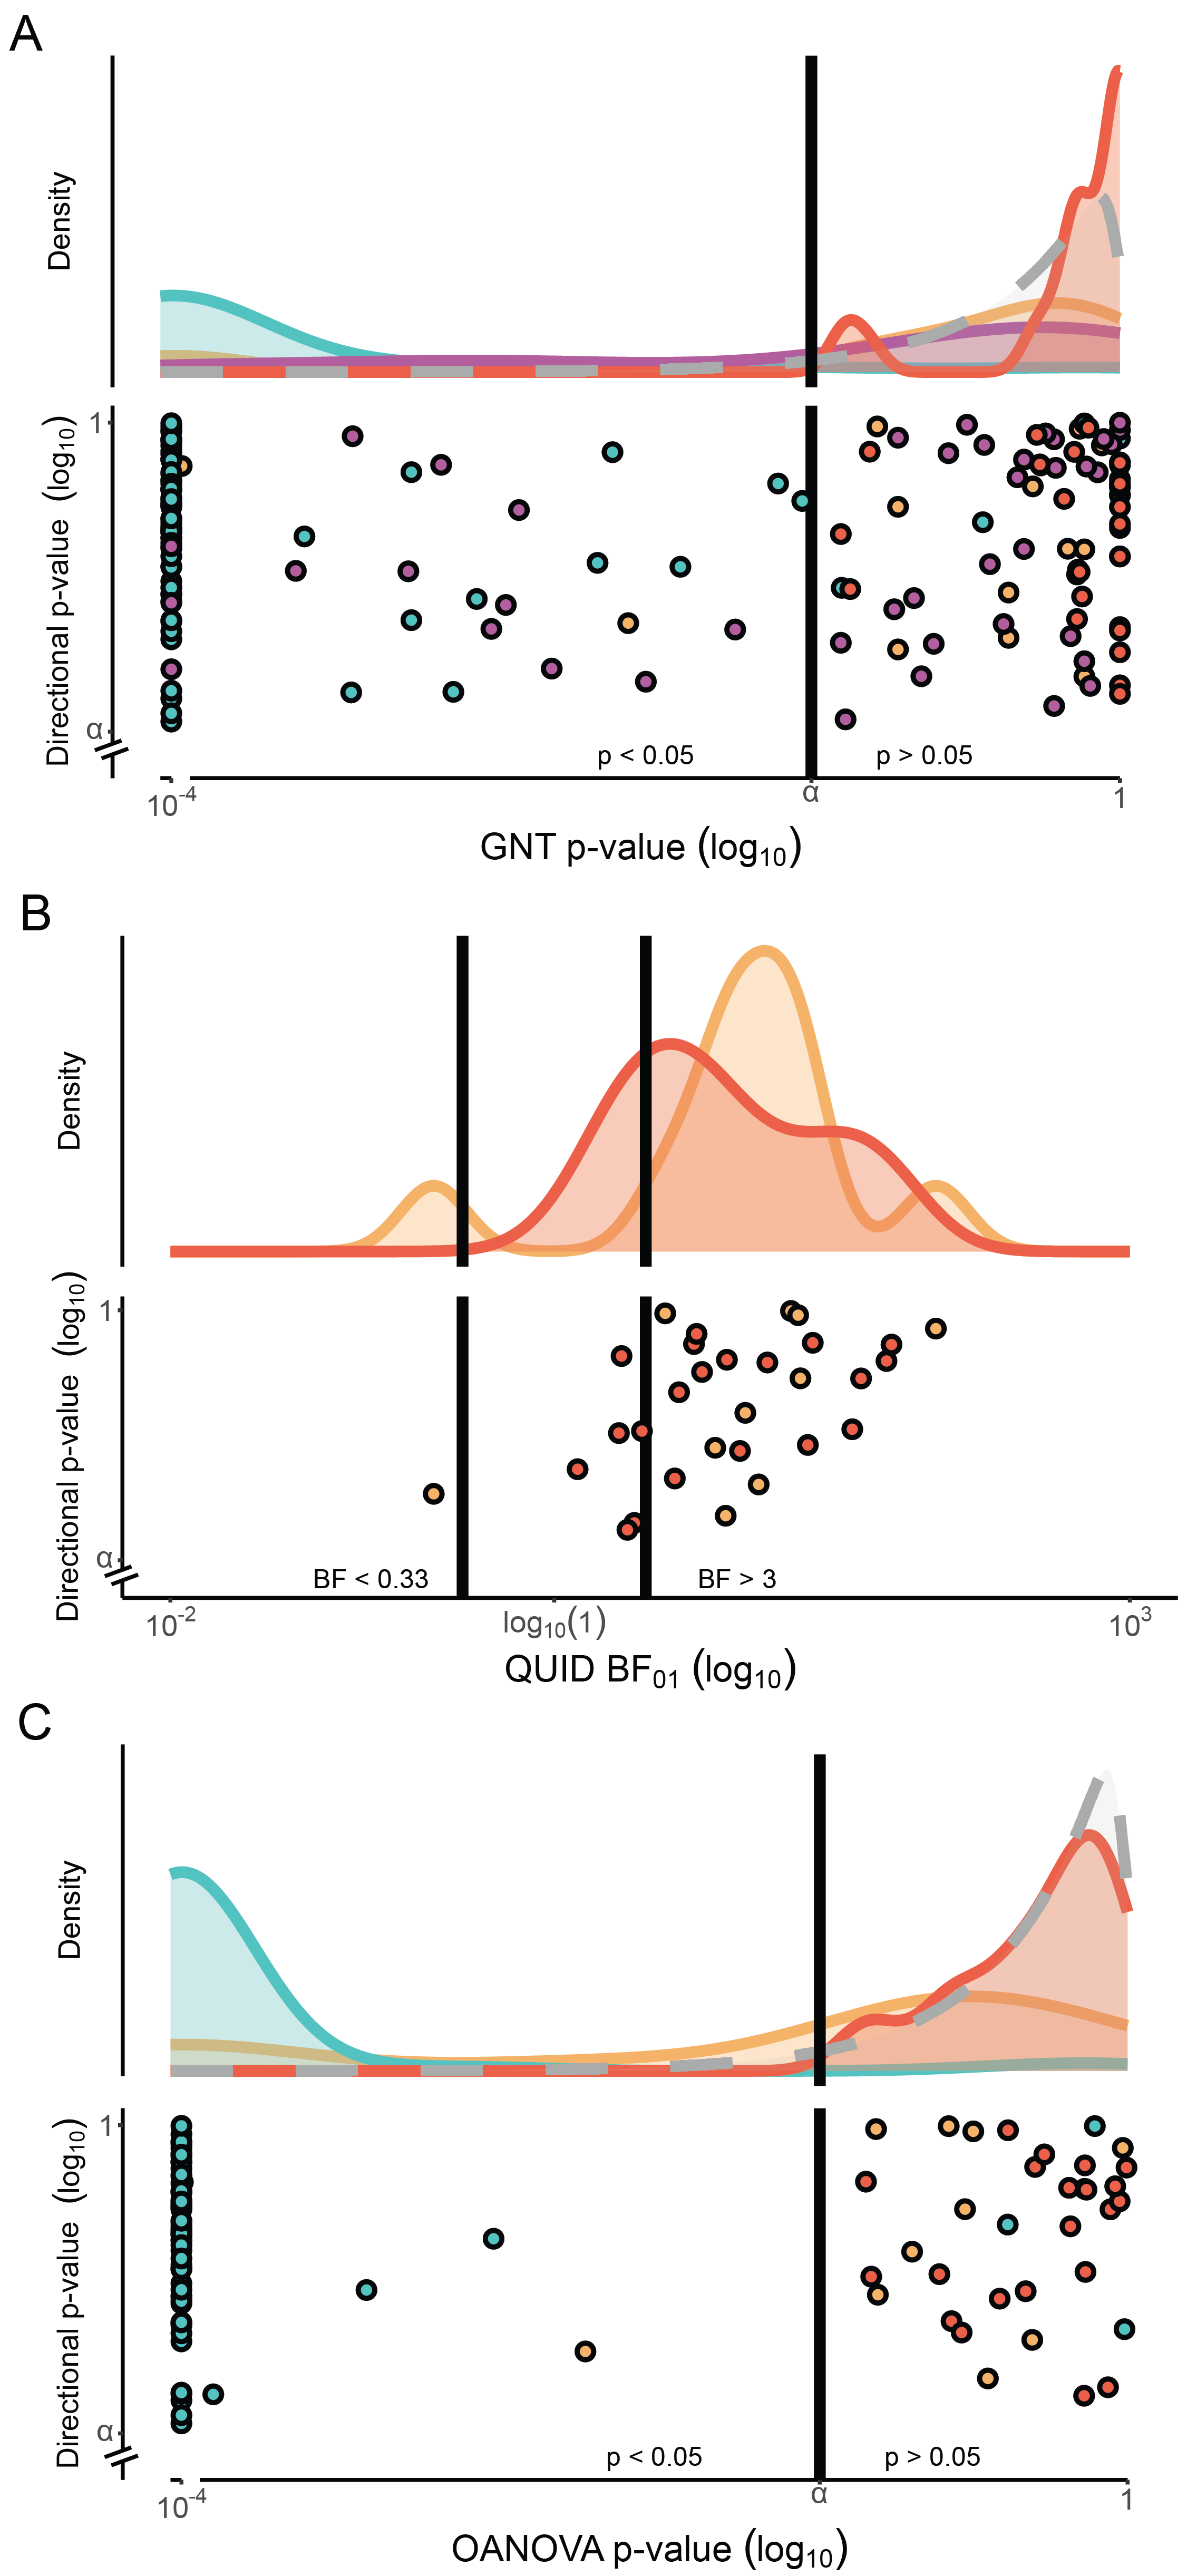 A
Density
Directional p-value (log₁₀)
1
α
p < 0.05
p > 0.05
10⁻⁴
α
1
GNT p-value (log₁₀)
B
Density
Directional p-value (log₁₀)
1
α
BF < 0.33
BF > 3
10⁻²
log₁₀(1)
10³
QUID BF₀₁ (log₁₀)
C
Density
Directional p-value (log₁₀)
1
α
p < 0.05
p > 0.05
10⁻⁴
α
1
OANOVA p-value (log₁₀)